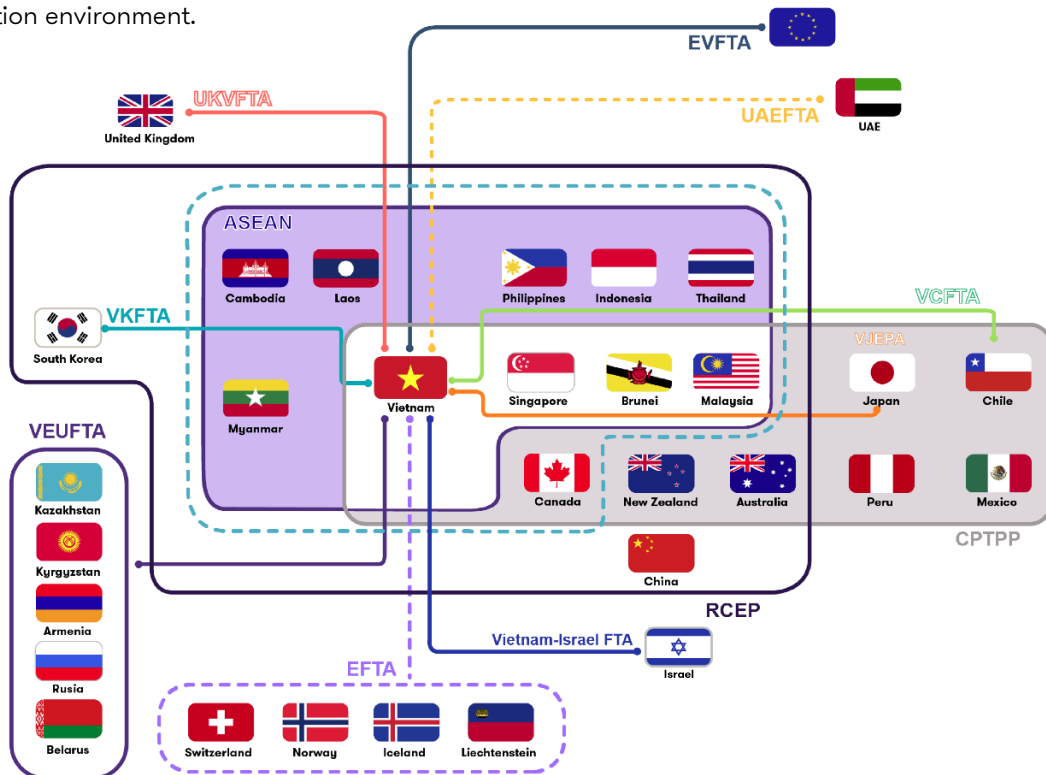 tion environment.
EVFTA
UKVFTA
United Kingdom
UAEFTA
UAE
ASEAN
Cambodia
Laos
Philippines
Indonesia
Thailand
VCFTA
VKFTA
South Korea
VJEPA
Vietnam
Singapore
Brunei
Malaysia
Japan
Chile
Myanmar
VEUFTA
Kazakhstan
Canada
New Zealand
Australia
Peru
Mexico
CPTPP
Kyrgyzstan
China
RCEP
Armenia
Vietnam-Israel FTA
Israel
EFTA
Rusia
Belarus
Switzerland
Norway
Iceland
Liechtenstein